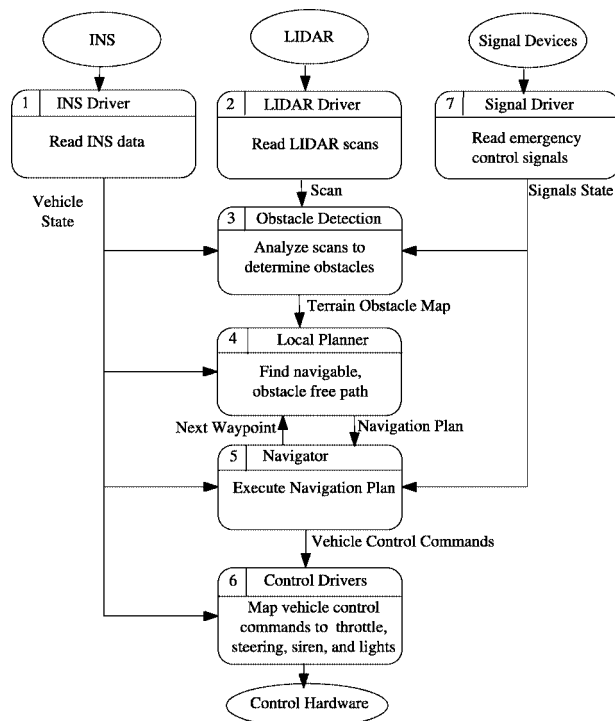 INS
LIDAR
Signal Devices
1 INS Driver
Read INS data
2 LIDAR Driver
Read LIDAR scans
7 Signal Driver
Read emergency
control signals
Vehicle
State
Scan
Signals State
3 Obstacle Detection
Analyze scans to
determine obstacles
Terrain Obstacle Map
4 Local Planner
Find navigable,
obstacle free path
Next Waypoint
Navigation Plan
5 Navigator
Execute Navigation Plan
Vehicle Control Commands
6 Control Drivers
Map vehicle control
commands to throttle,
steering, siren, and lights
Control Hardware